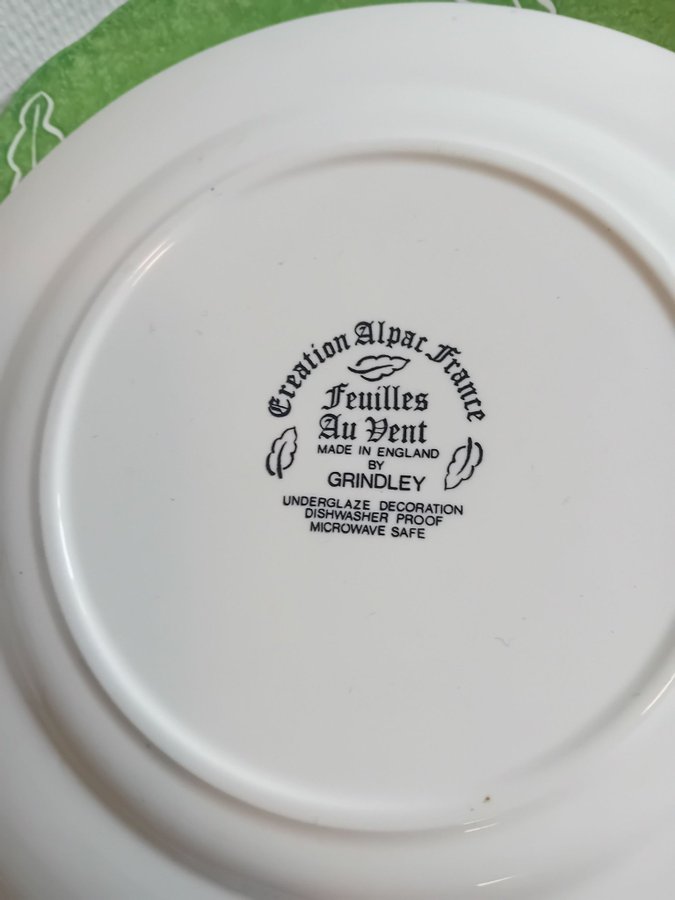 Creation Alpac France
Feuilles
Au Vent
MADE IN ENGLAND
BY
GRINDLEY
UNDERGLAZE DECORATION
DISHWASHER PROOF
MICROWAVE SAFE